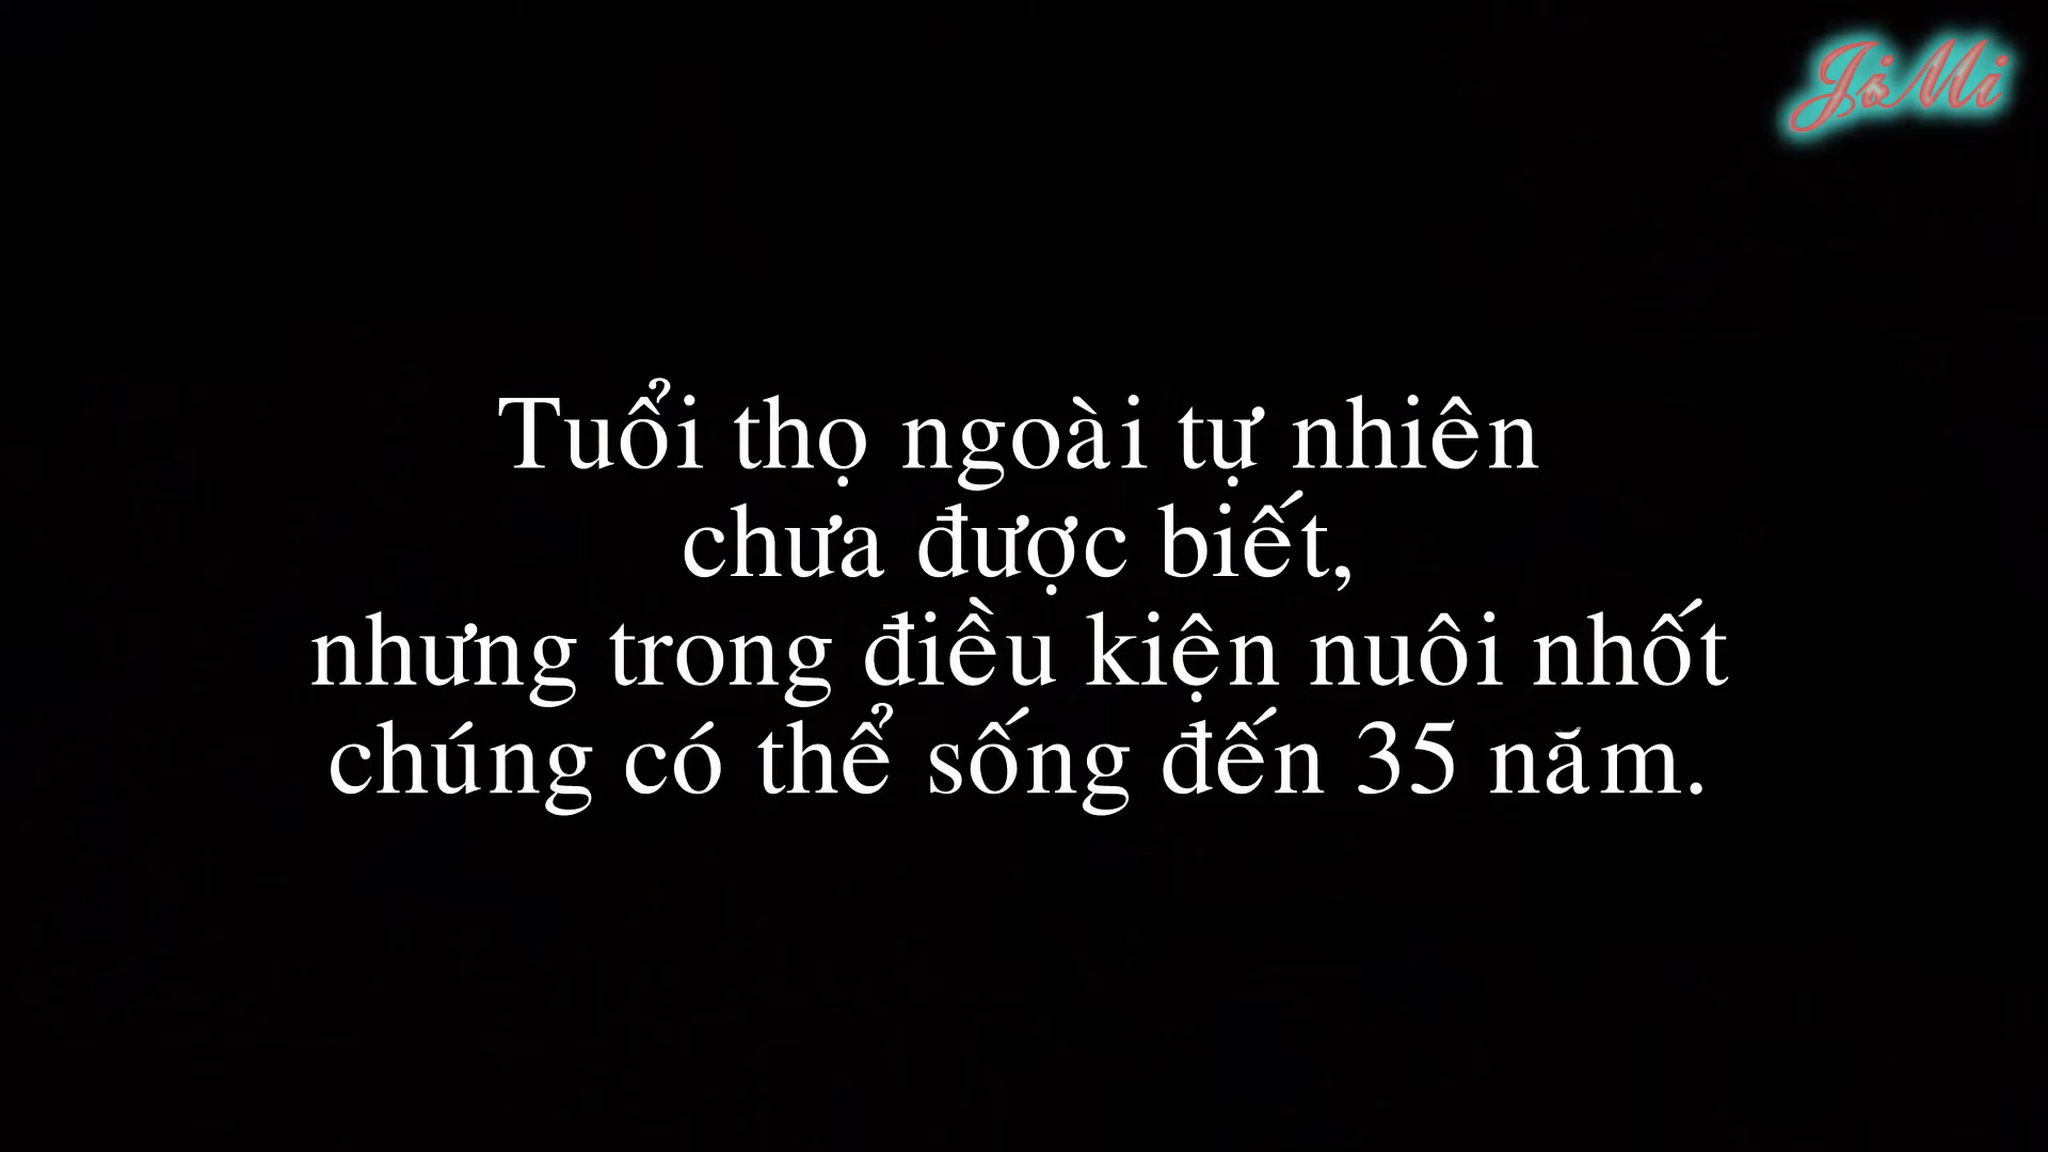 JiMi
Tuổi thọ ngoài tự nhiên
chưa được biết,
nhưng trong điều kiện nuôi nhốt
chúng có thể sống đến 35 năm.